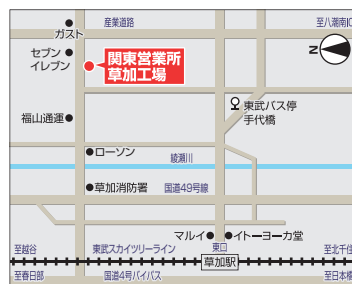 産業道路
至八潮南IC
ガスト
セブン
イレブン
関東営業所
草加工場
N
東武バス停
手代橋
福山通運
ローソン
綾瀬川
草加消防署
国道49号線
マルイ
イトーヨーカ堂
至越谷
東武スカイツリーライン
東口
至北千住
草加駅
至春日部
国道4号バイパス
至日本橋